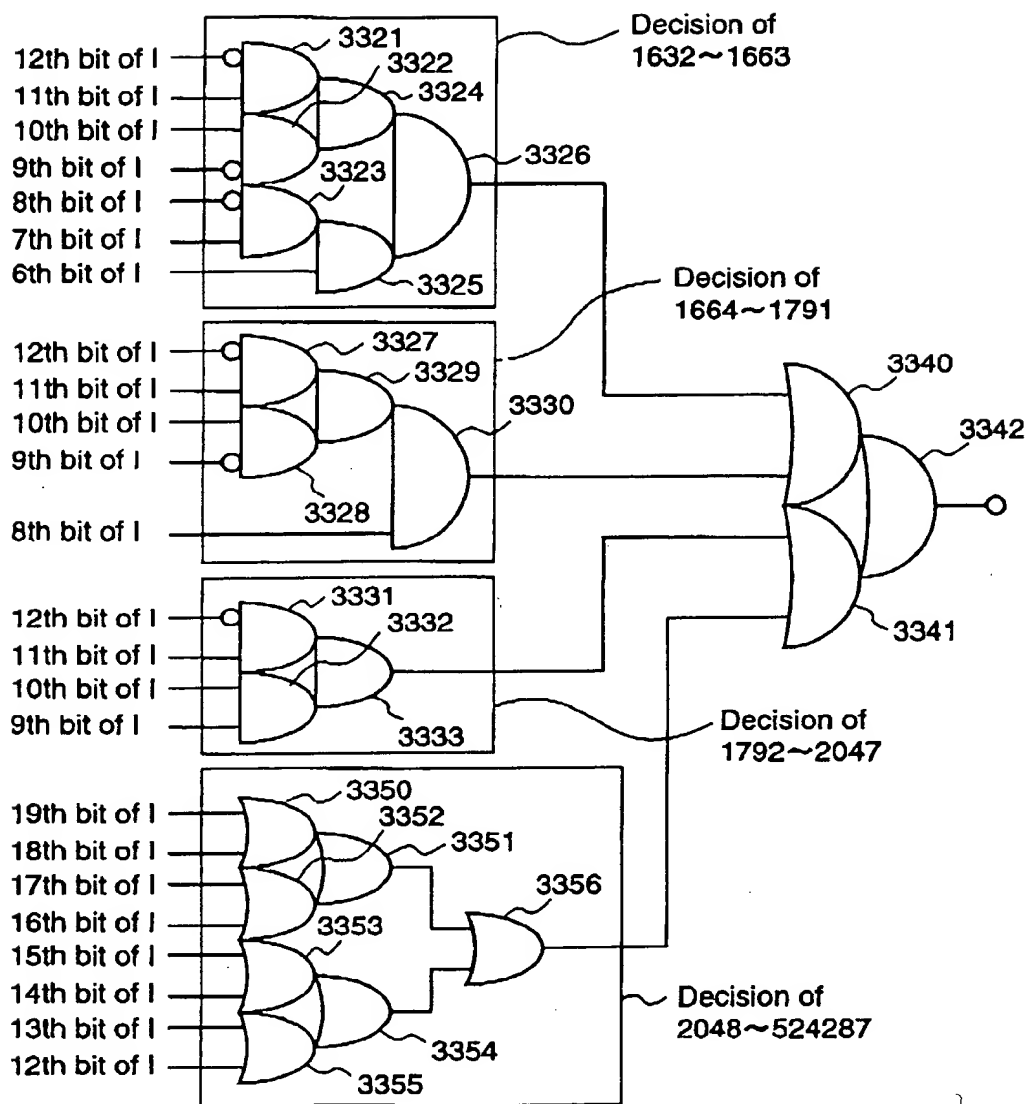 3321
Decision of
1632~1663
12th bit of I
3322
11th bit of I
3324
10th bit of I
3326
9th bit of I
3323
8th bit of I
7th bit of I
6th bit of I
3325
Decision of
1664~1791
12th bit of I
3327
3329
11th bit of I
3330
10th bit of I
9th bit of I
3328
8th bit of I
3340
3342
3341
12th bit of I
3331
3332
11th bit of I
10th bit of I
9th bit of I
3333
Decision of
1792~2047
19th bit of I
3350
3352
18th bit of I
3351
17th bit of I
3356
16th bit of I
3353
15th bit of I
14th bit of I
13th bit of I
3354
12th bit of I
3355
Decision of
2048~524287